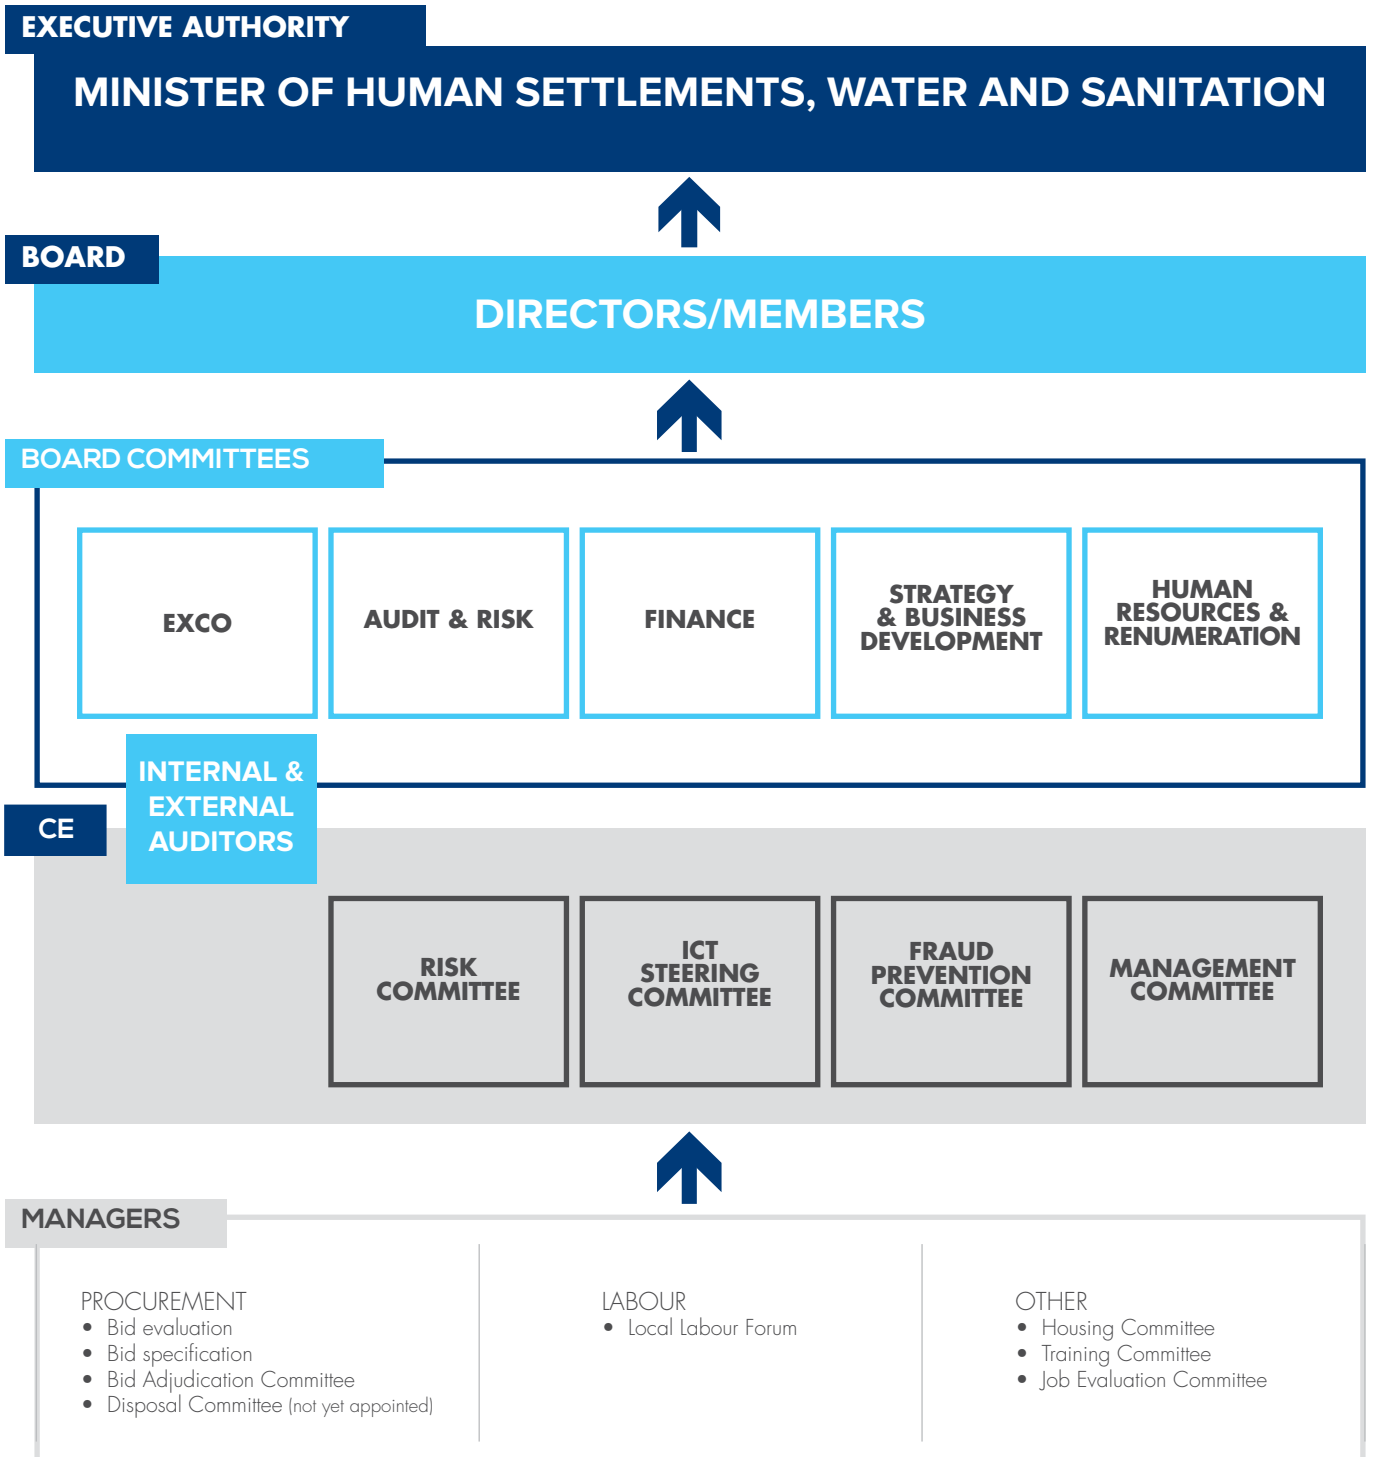 EXECUTIVE AUTHORITY
MINISTER OF HUMAN SETTLEMENTS, WATER AND SANITATION
BOARD
DIRECTORS/MEMBERS
BOARD COMMITTEES
EXCO
AUDIT & RISK
FINANCE
STRATEGY
& BUSINESS
DEVELOPMENT
HUMAN
RESOURCES &
RENUMERATION
INTERNAL &
EXTERNAL
AUDITORS
CE
RISK
COMMITTEE
ICT
STEERING
COMMITTEE
FRAUD
PREVENTION
COMMITTEE
MANAGEMENT
COMMITTEE
MANAGERS
PROCUREMENT
• Bid evaluation
• Bid specification
• Bid Adjudication Committee
• Disposal Committee (not yet appointed)
LABOUR
• Local Labour Forum
OTHER
• Housing Committee
• Training Committee
• Job Evaluation Committee